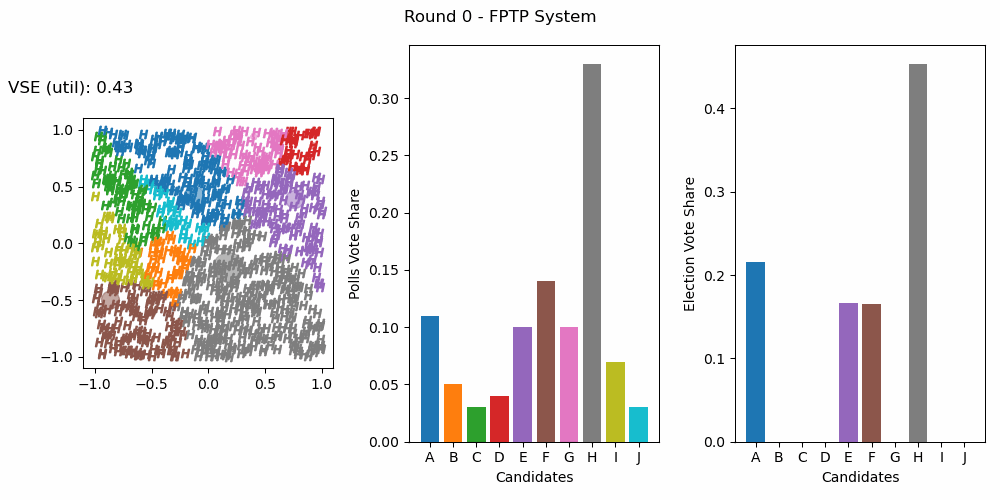 Round 0 - FPTP System
VSE (util): 0.43
1.0
0.5
0.0
−0.5
−1.0
−1.0 −0.5 0.0 0.5 1.0
Polls Vote Share
0.30
0.25
0.20
0.15
0.10
0.05
0.00
A B C D E F G H I J
Candidates
Election Vote Share
0.4
0.3
0.2
0.1
0.0
A B C D E F G H I J
Candidates